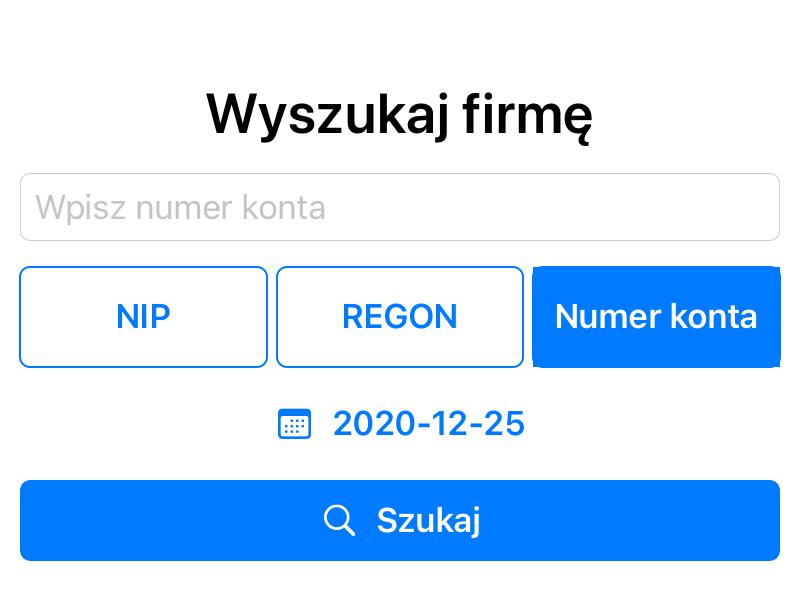 Wyszukaj firmę
Wpisz numer konta
NIP REGON Numer konta
2020-12-25
Szukaj